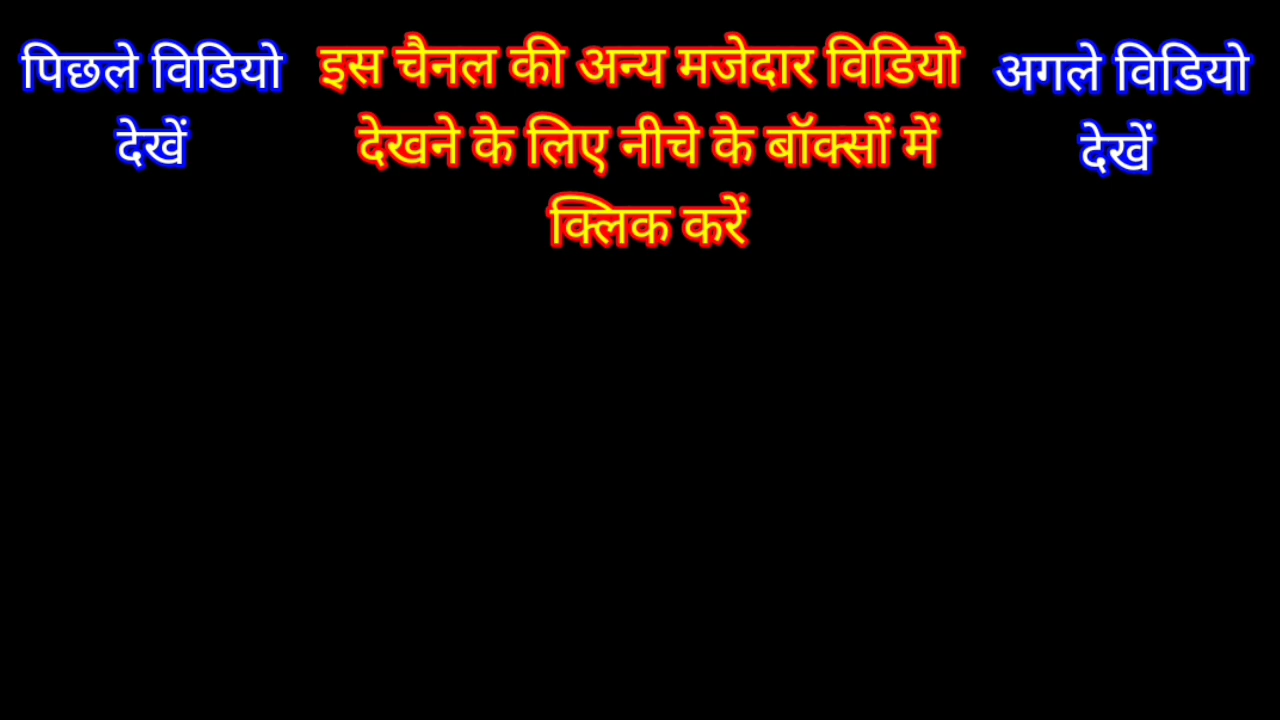 पिछले विडियो
देखें
इस चैनल की अन्य मजेदार विडियो
देखने के लिए नीचे के बॉक्सों में
क्लिक करें
अगले विडियो
देखें